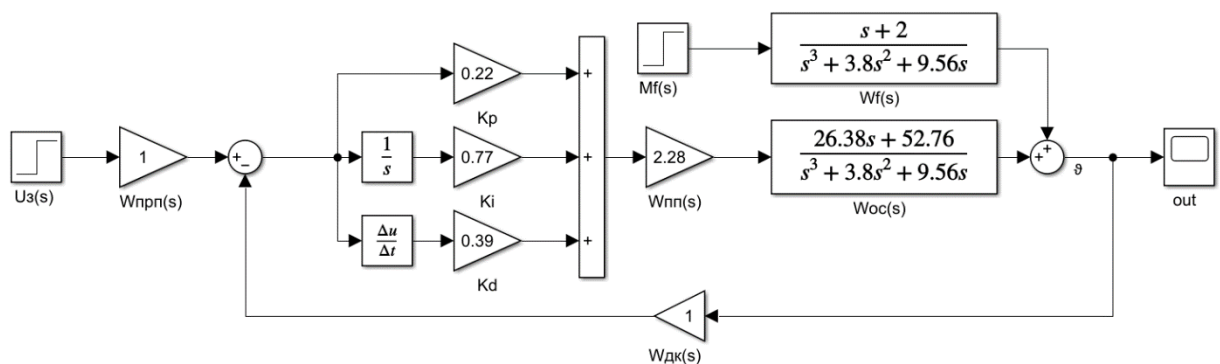 s + 2
s³ + 3.8s² + 9.56s
Mf(s)
Wf(s)
0.22
Kp
Uз(s)
1
Wпрп(s)
+
−
1
s
0.77
Ki
Δu
Δt
0.39
Kd
+
+
+
2.28
Wпп(s)
26.38s + 52.76
s³ + 3.8s² + 9.56s
Wос(s)
+
+
ϑ
out
1
Wдк(s)